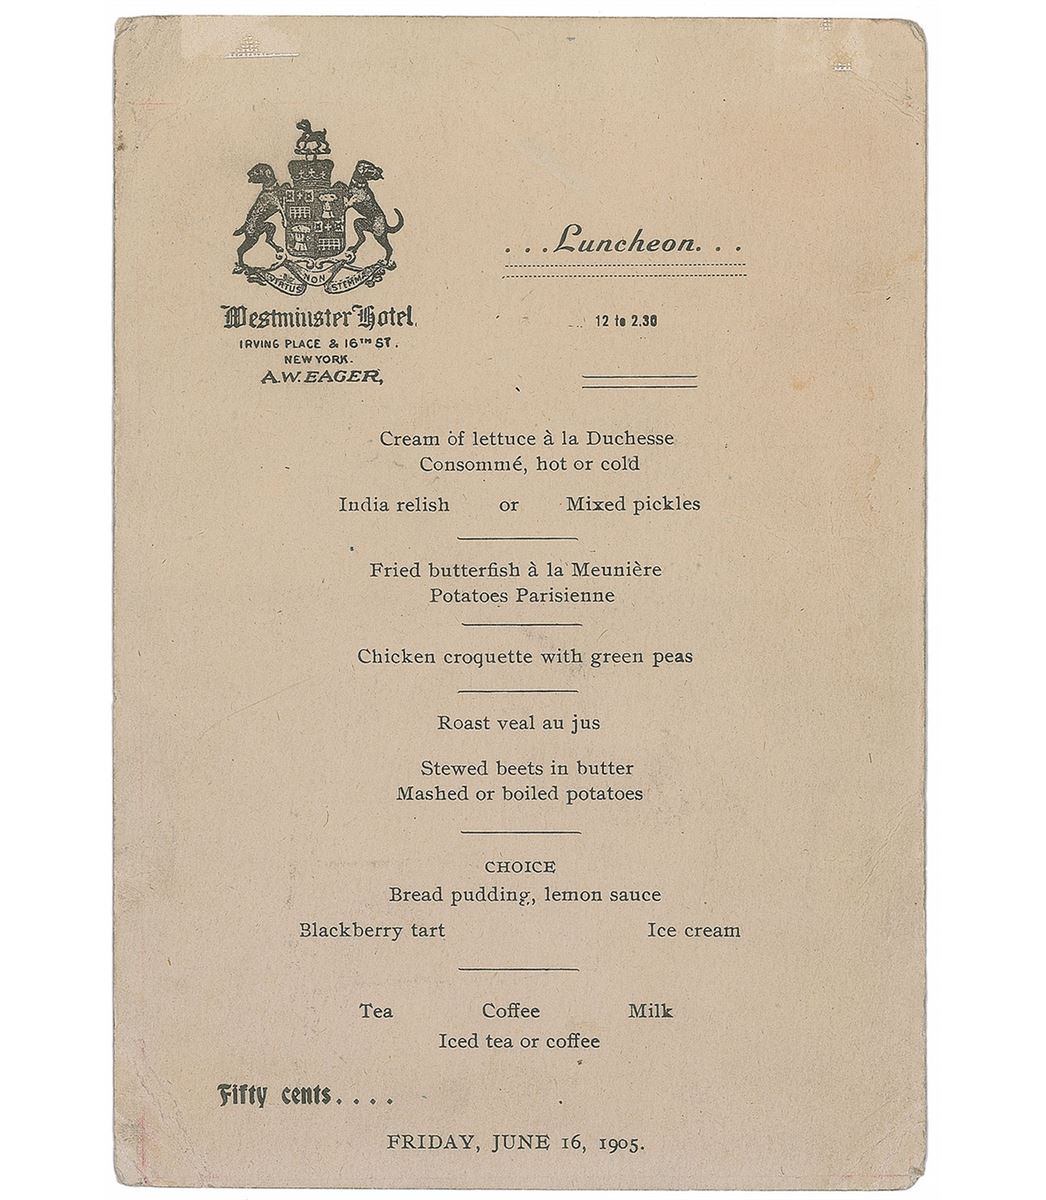 VIRTUS NON STEMMA
Westminster Hotel,
IRVING PLACE & 16TH ST.
NEW YORK.
A.W. EAGER,
. . . Luncheon. . .
12 to 2.30
Cream of lettuce à la Duchesse
Consommé, hot or cold
India relish or Mixed pickles
Fried butterfish à la Meunière
Potatoes Parisienne
Chicken croquette with green peas
Roast veal au jus
Stewed beets in butter
Mashed or boiled potatoes
CHOICE
Bread pudding, lemon sauce
Blackberry tart Ice cream
Tea Coffee Milk
Iced tea or coffee
Fifty cents. . . .
FRIDAY, JUNE 16, 1905.